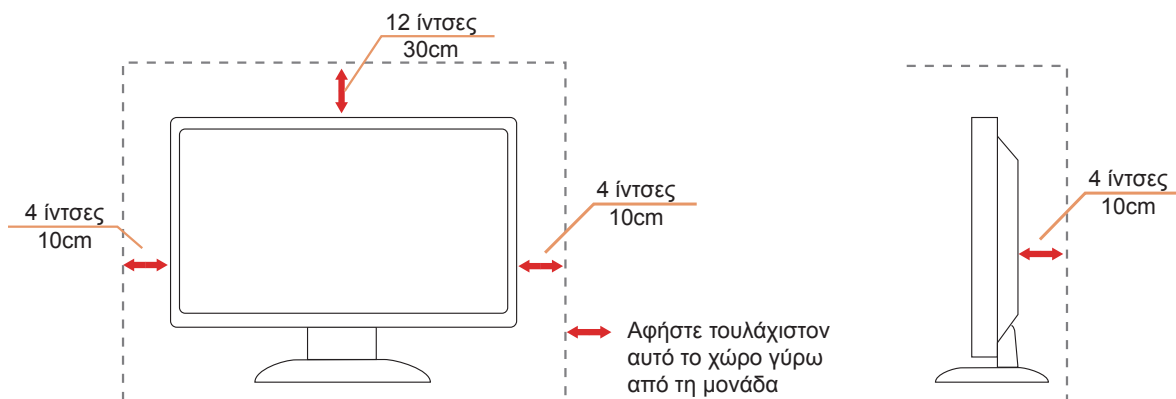 12 ίντσες
30cm
4 ίντσες
10cm
4 ίντσες
10cm
4 ίντσες
10cm
Αφήστε τουλάχιστον
αυτό το χώρο γύρω
από τη μονάδα